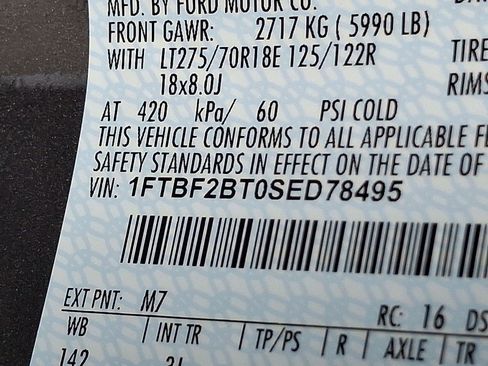 MFD. BY FORD MOTOR CO.
FRONT GAWR: 2717 KG ( 5990 LB)
WITH LT275/70R18E 125/122R TIRE
18x8.0J RIMS
AT 420 kPa/ 60 PSI COLD
THIS VEHICLE CONFORMS TO ALL APPLICABLE FE
SAFETY STANDARDS IN EFFECT ON THE DATE OF
VIN: 1FTBF2BT0SED78495
EXT PNT: M7 RC: 16 DS
WB | INT TR | TP/PS | R | AXLE | TR
142